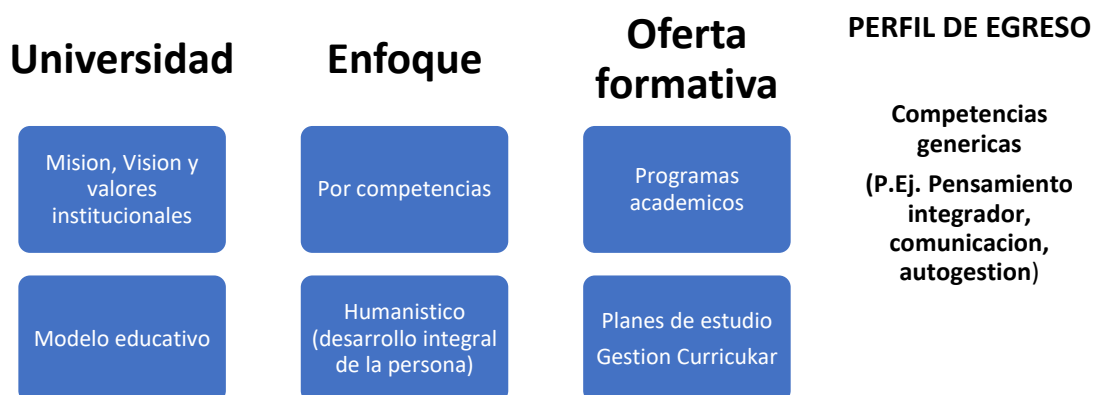 Universidad
Mision, Vision y
valores
institucionales
Modelo educativo
Enfoque
Por competencias
Humanistico
(desarrollo integral
de la persona)
Oferta
formativa
Programas
academicos
Planes de estudio
Gestion Curricukar
PERFIL DE EGRESO
Competencias
genericas
(P.Ej. Pensamiento
integrador,
comunicacion,
autogestion)